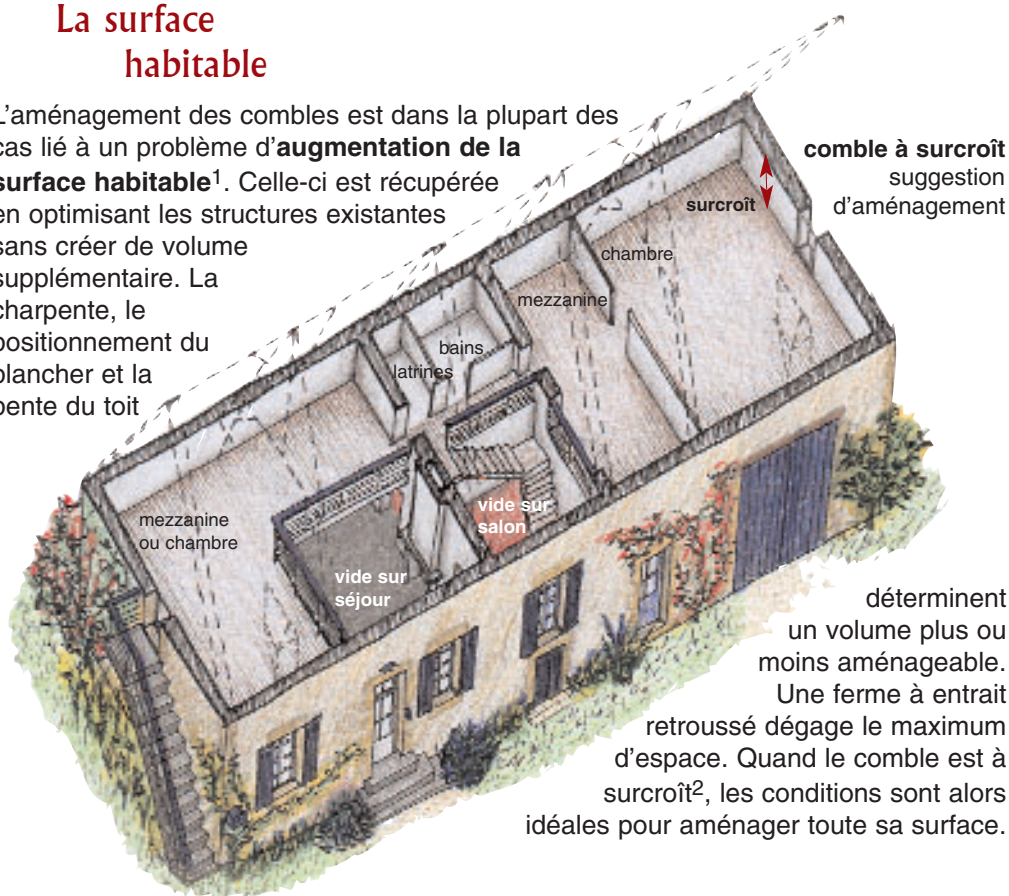 La surface
habitable
L'aménagement des combles est dans la plupart des
cas lié à un problème d'augmentation de la
surface habitable1. Celle-ci est récupérée
en optimisant les structures existantes
sans créer de volume
supplémentaire. La
charpente, le
positionnement du
plancher et la
pente du toit
comble à surcroît
suggestion
d'aménagement
surcroît
chambre
mezzanine
bains
latrines
vide sur
salon
mezzanine
ou chambre
vide sur
séjour
déterminent
un volume plus ou
moins aménageable.
Une ferme à entrait
retroussé dégage le maximum
d'espace. Quand le comble est à
surcroît2, les conditions sont alors
idéales pour aménager toute sa surface.